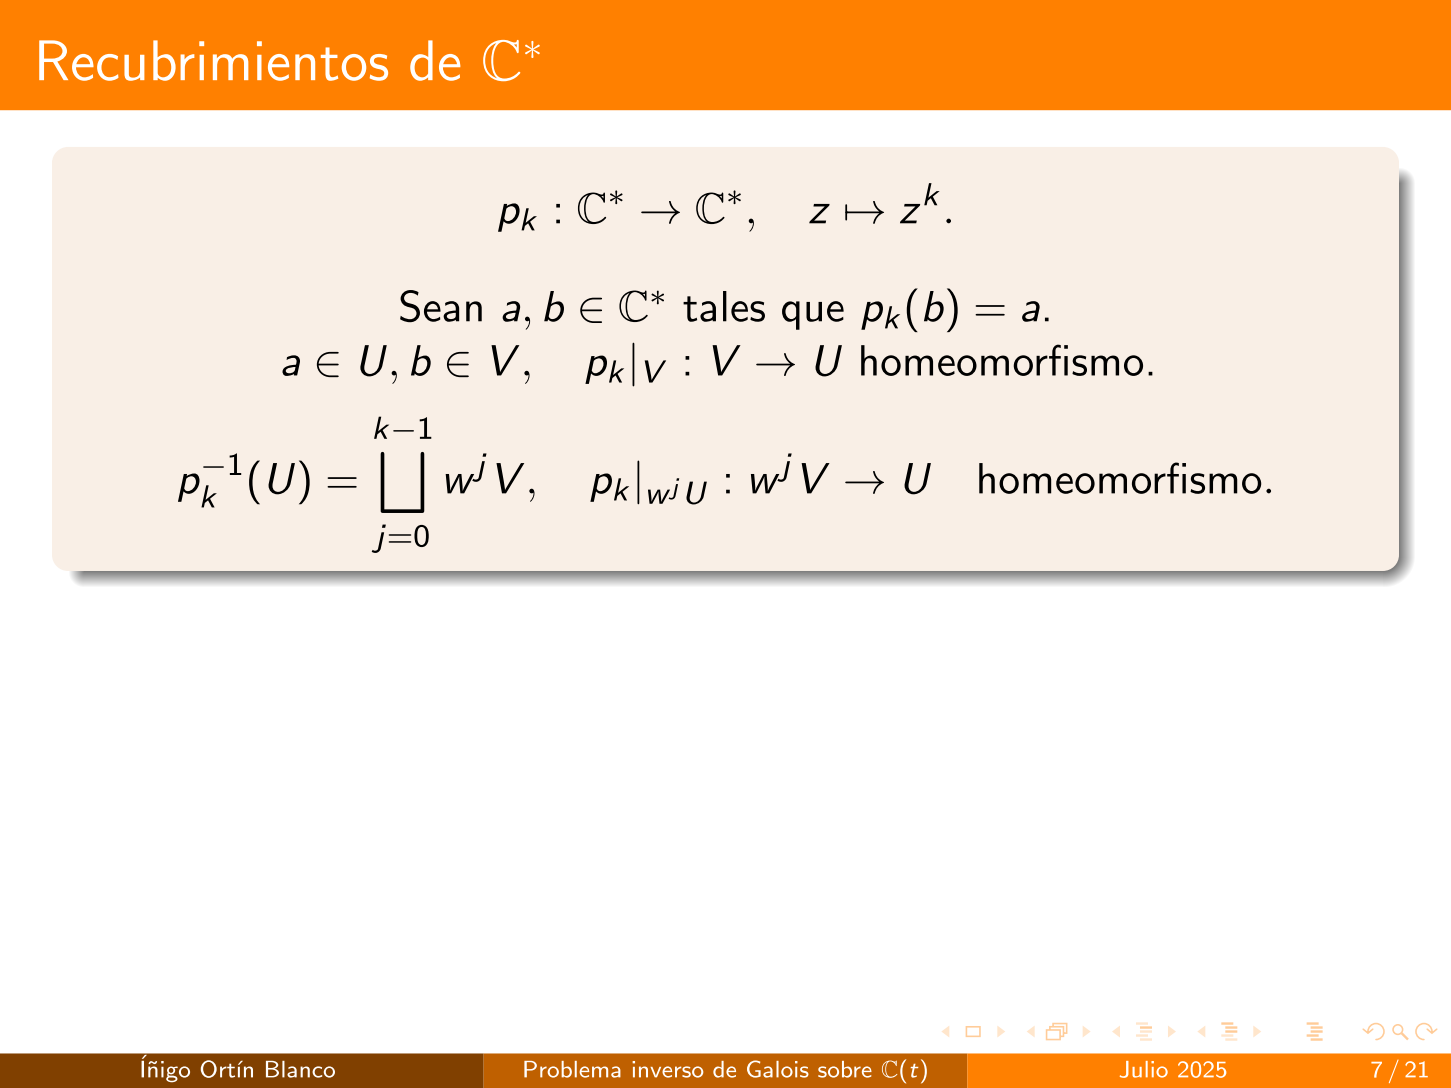 Recubrimientos de ℂ*
p_k : ℂ* → ℂ*, z ↦ z^k.
Sean a, b ∈ ℂ* tales que p_k(b) = a.
a ∈ U, b ∈ V, p_k|_V : V → U homeomorfismo.
p_k^{-1}(U) = ⨆_{j=0}^{k−1} w^j V, p_k|_{w^j U} : w^j V → U homeomorfismo.
Íñigo Ortín Blanco
Problema inverso de Galois sobre ℂ(t)
Julio 2025
7 / 21